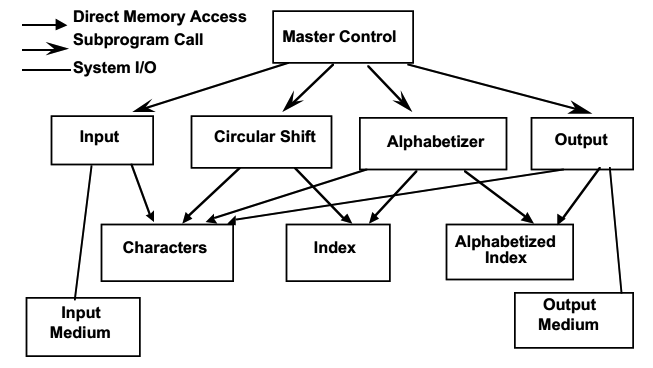 Direct Memory Access
Subprogram Call
System I/O
Master Control
Input
Circular Shift
Alphabetizer
Output
Characters
Index
Alphabetized
Index
Input
Medium
Output
Medium